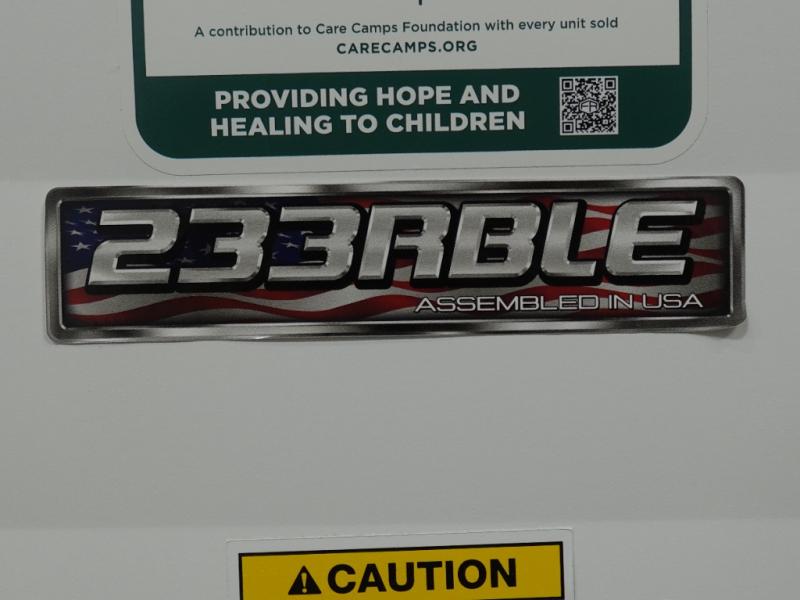 A contribution to Care Camps Foundation with every unit sold
CARECAMPS.ORG
PROVIDING HOPE AND
HEALING TO CHILDREN
233RBLE
ASSEMBLED IN USA
CAUTION